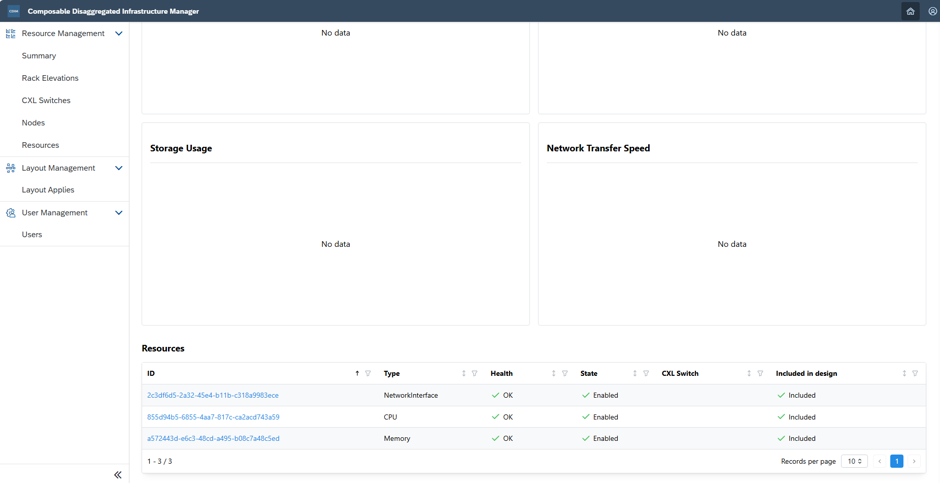 Composable Disaggregated Infrastructure Manager
Resource Management
Summary
Rack Elevations
CXL Switches
Nodes
Resources
Layout Management
Layout Applies
User Management
Users
No data
No data
Storage Usage
No data
Network Transfer Speed
No data
Resources
ID Type Health State CXL Switch Included in design
2c3df6d5-2a32-45e4-b11b-c318a9983ece NetworkInterface OK Enabled Included
855d94b5-6855-4aa7-817c-ca2acd743a59 CPU OK Enabled Included
a572443d-e6c3-48cd-a495-b08c7a48c5ed Memory OK Enabled Included
1 - 3 / 3 Records per page 10 1